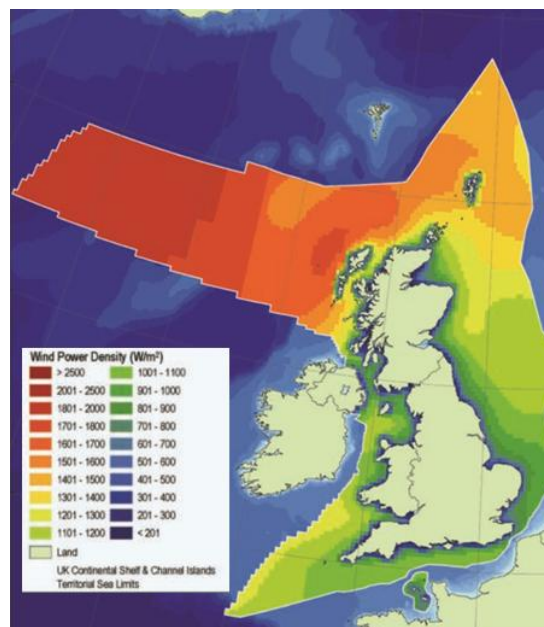 Wind Power Density (W/m²)
> 2500
2001 - 2500
1801 - 2000
1701 - 1800
1601 - 1700
1501 - 1600
1401 - 1500
1301 - 1400
1201 - 1300
1101 - 1200
1001 - 1100
901 - 1000
801 - 900
701 - 800
601 - 700
501 - 600
401 - 500
301 - 400
201 - 300
< 201
Land
UK Continental Shelf & Channel Islands
Territorial Sea Limits